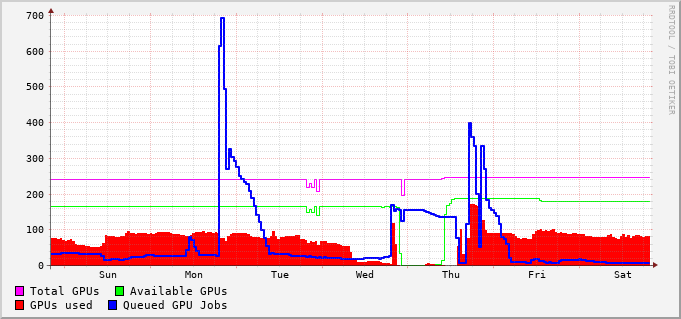 700
600
500
400
300
200
100
0
Sun Mon Tue Wed Thu Fri Sat
Total GPUs Available GPUs
GPUs used Queued GPU Jobs
RRDTOOL / TOBI OETIKER